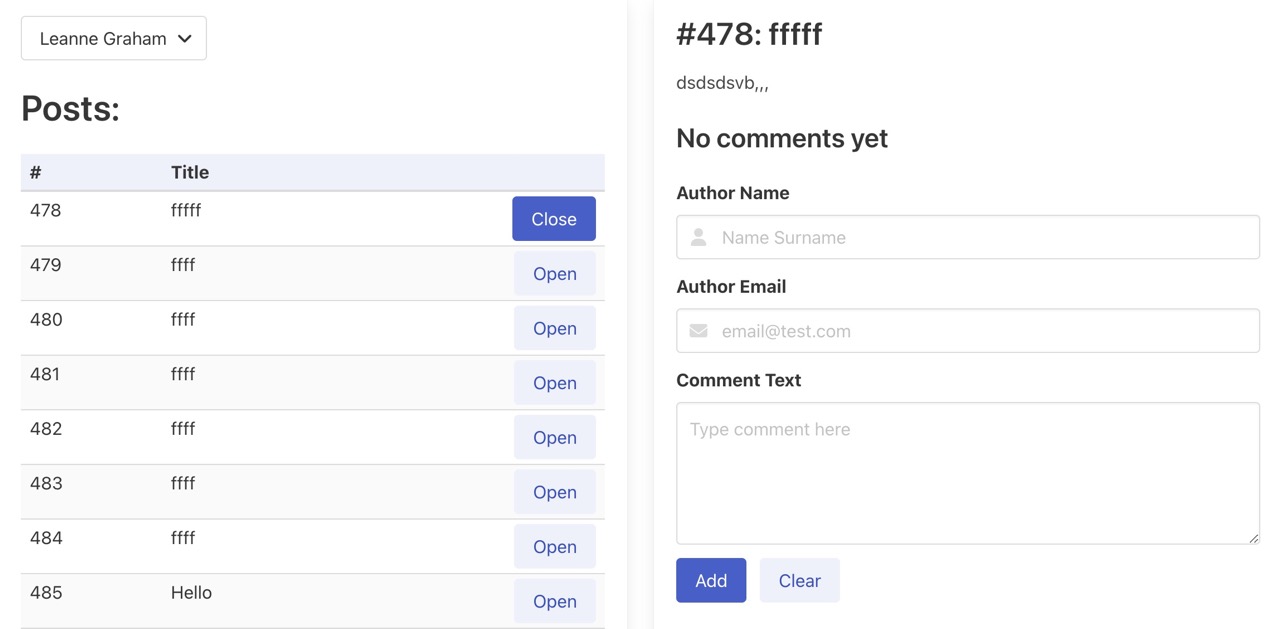 Leanne Graham
Posts:
# Title
478 fffff Close
479 ffff Open
480 ffff Open
481 ffff Open
482 ffff Open
483 ffff Open
484 ffff Open
485 Hello Open
#478: fffff
dsdsdsvb,,,
No comments yet
Author Name
Name Surname
Author Email
email@test.com
Comment Text
Type comment here
Add Clear